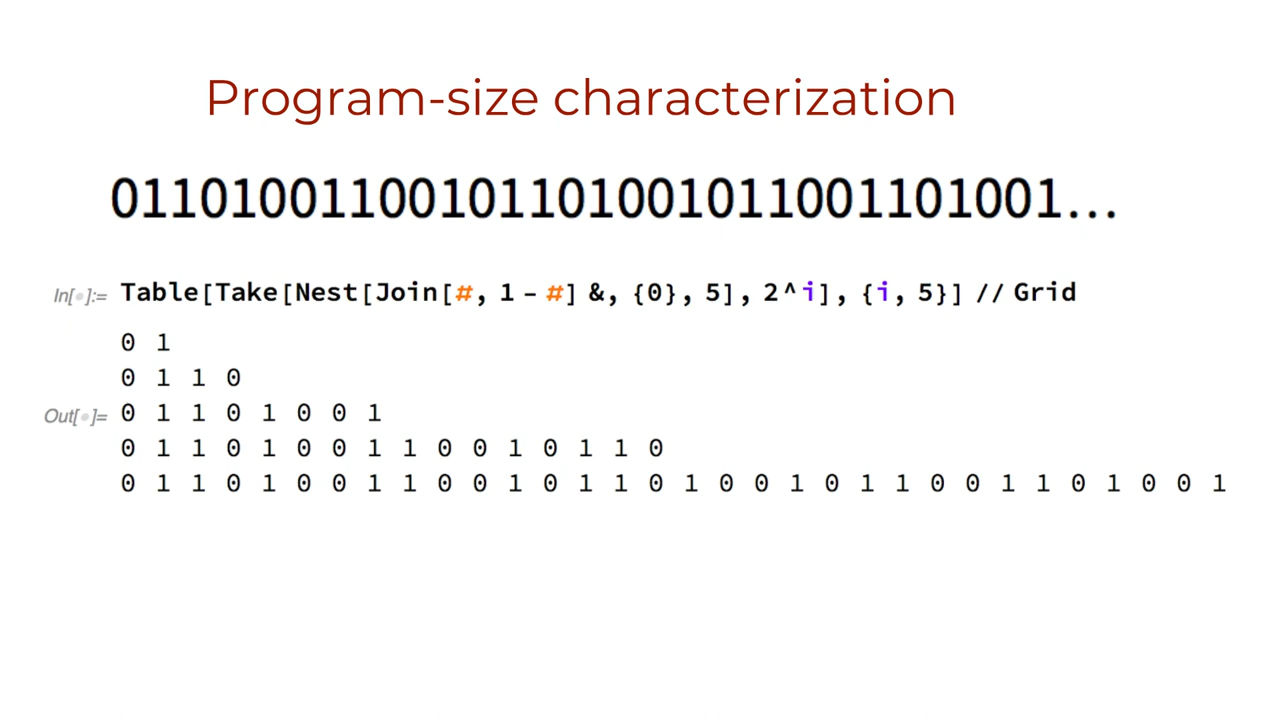 Program-size characterization
01101001100101101001011001101001...
In[•]:= Table[Take[Nest[Join[#, 1 - #] &, {0}, 5], 2^i], {i, 5}] // Grid
0 1
0 1 1 0
Out[•]= 0 1 1 0 1 0 0 1
0 1 1 0 1 0 0 1 1 0 0 1 0 1 1 0
0 1 1 0 1 0 0 1 1 0 0 1 0 1 1 0 1 0 0 1 0 1 1 0 0 1 1 0 1 0 0 1